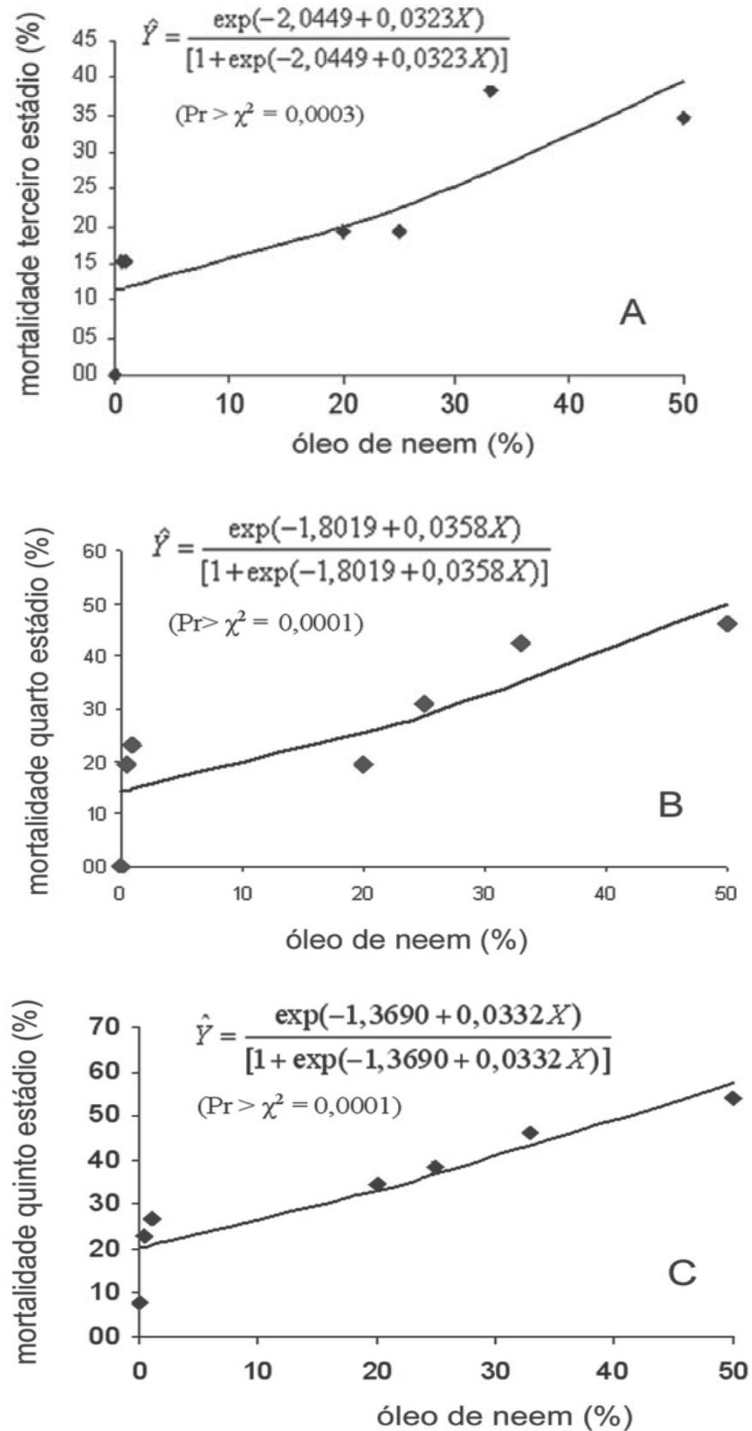 mortalidade terceiro estádio (%)
Ŷ = exp(−2,0449+0,0323X) / [1+exp(−2,0449+0,0323X)]
(Pr > χ² = 0,0003)
45
40
35
30
25
20
15
10
05
00
A
0 10 20 30 40 50
óleo de neem (%)
mortalidade quarto estádio (%)
Ŷ = exp(−1,8019+0,0358X) / [1+exp(−1,8019+0,0358X)]
(Pr> χ² = 0,0001)
60
50
40
30
20
10
00
B
0 10 20 30 40 50
óleo de neem (%)
mortalidade quinto estádio (%)
Ŷ = exp(−1,3690+0,0332X) / [1+exp(−1,3690+0,0332X)]
(Pr > χ² = 0,0001)
70
60
50
40
30
20
10
00
C
0 10 20 30 40 50
óleo de neem (%)